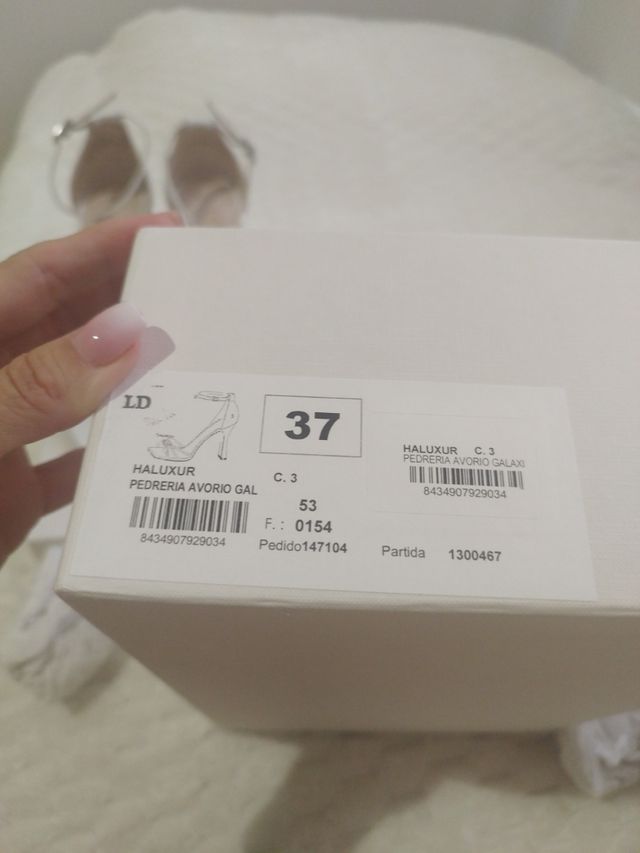 LD
37
HALUXUR C. 3
PEDRERIA AVORIO GAL
8434907929034
53
F. : 0154
Pedido147104
HALUXUR C. 3
PEDRERIA AVORIO GALAXI
8434907929034
Partida 1300467